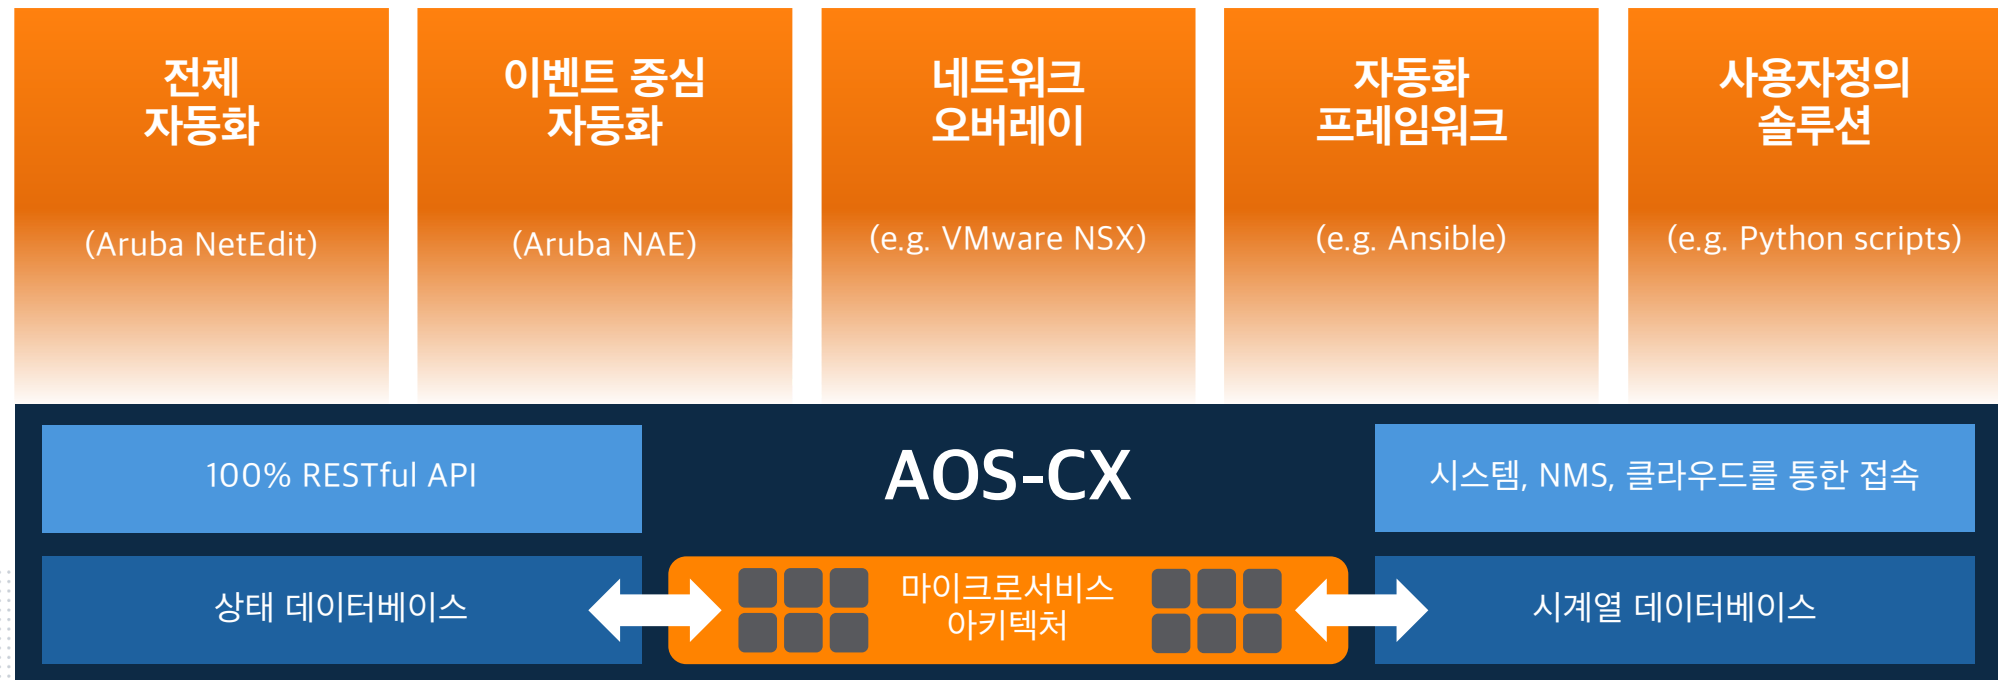 전체
자동화
(Aruba NetEdit)
이벤트 중심
자동화
(Aruba NAE)
네트워크
오버레이
(e.g. VMware NSX)
자동화
프레임워크
(e.g. Ansible)
사용자정의
솔루션
(e.g. Python scripts)
100% RESTful API
AOS-CX
시스템, NMS, 클라우드를 통한 접속
상태 데이터베이스
마이크로서비스
아키텍처
시계열 데이터베이스